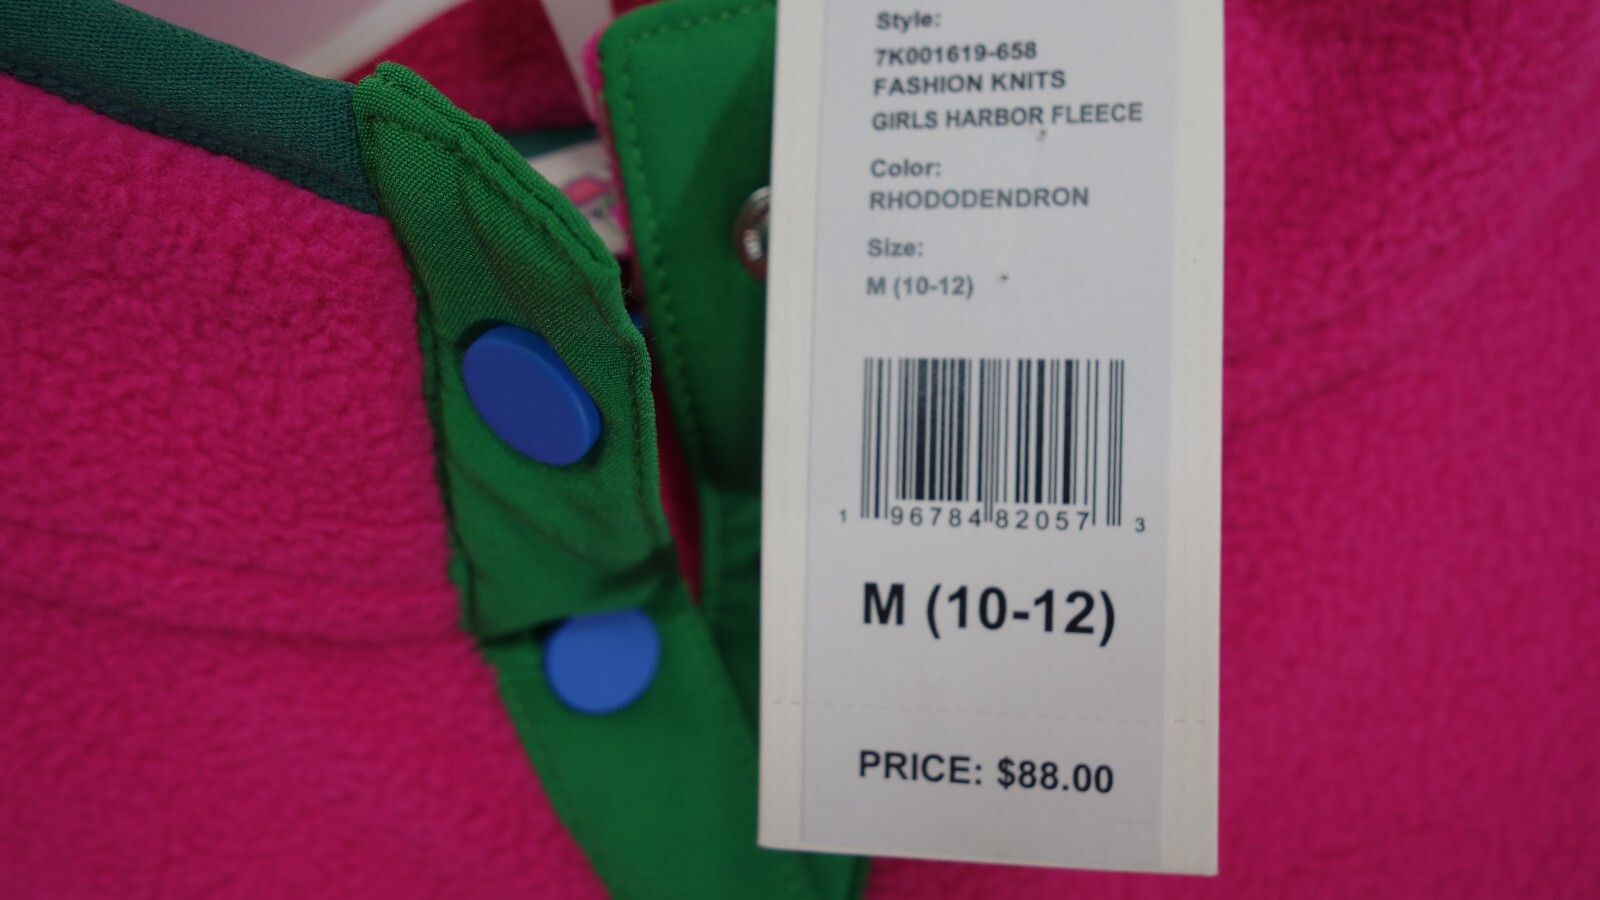 Style:
7K001619-658
FASHION KNITS
GIRLS HARBOR FLEECE
Color:
RHODODENDRON
Size:
M (10-12)
1 96784 82057 3
M (10-12)
PRICE: $88.00